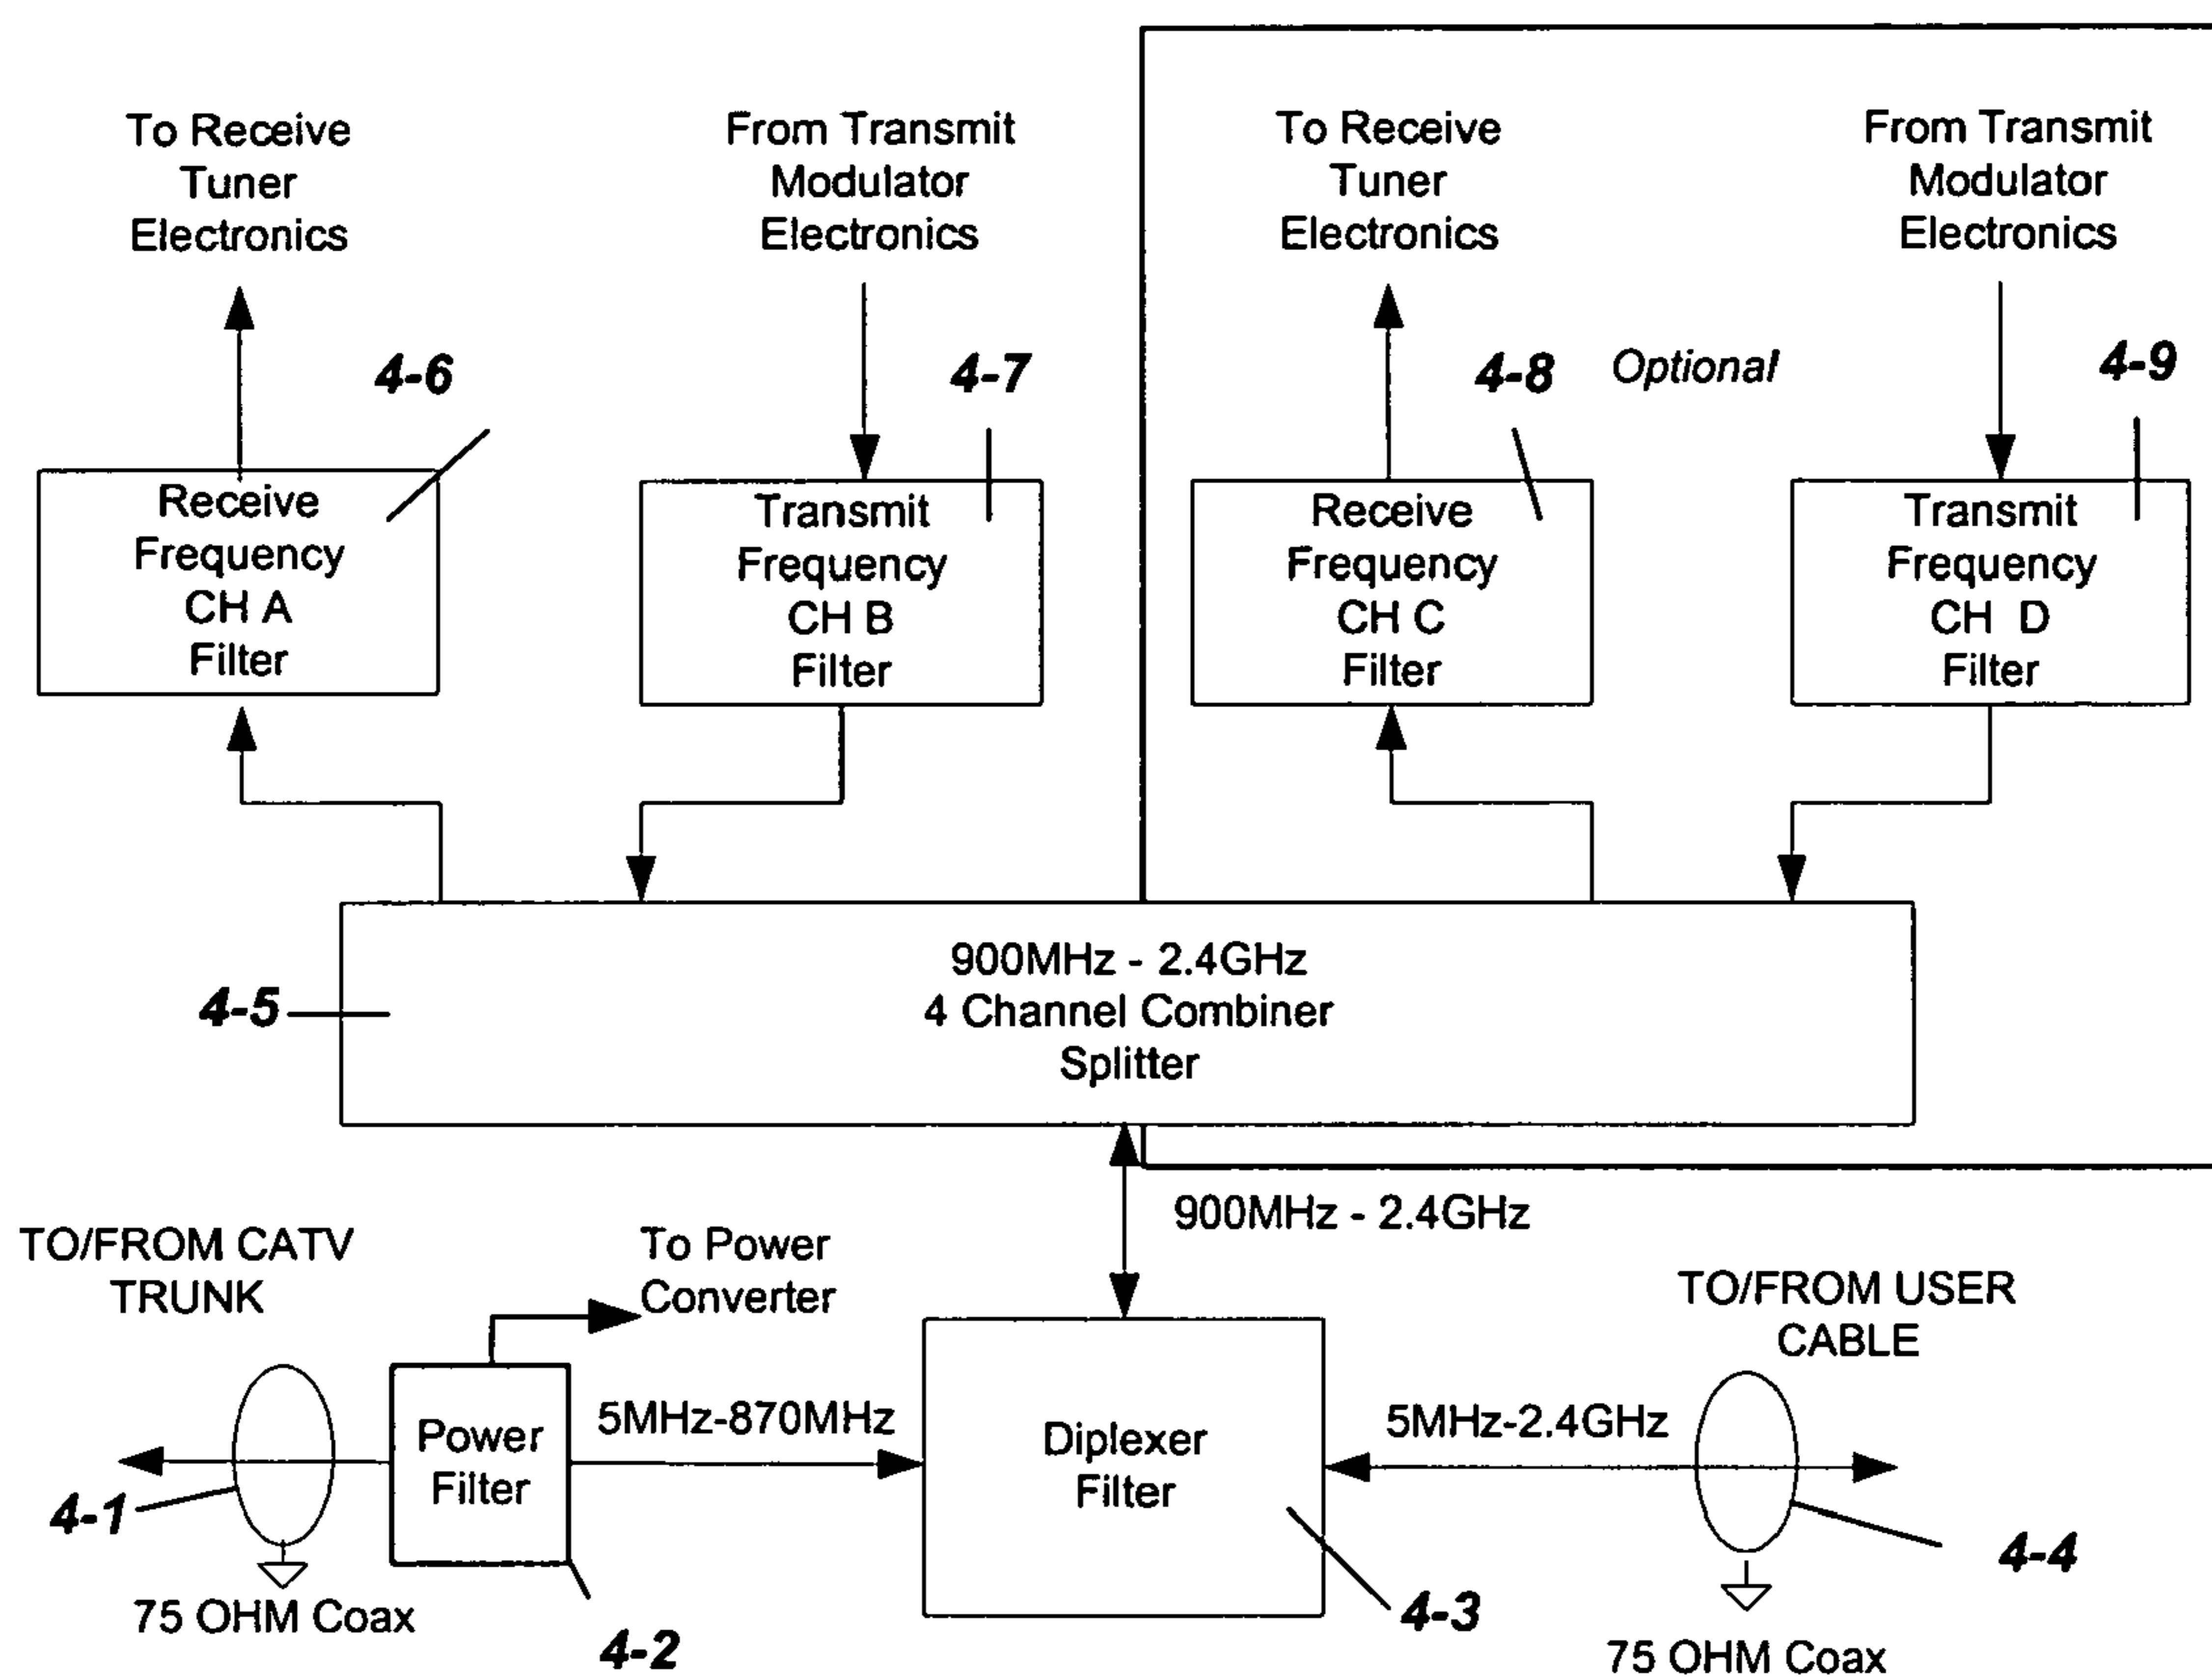 To Receive
Tuner
Electronics
From Transmit
Modulator
Electronics
To Receive
Tuner
Electronics
From Transmit
Modulator
Electronics
4-6
4-7
4-8
Optional
4-9
Receive
Frequency
CH A
Filter
Transmit
Frequency
CH B
Filter
Receive
Frequency
CH C
Filter
Transmit
Frequency
CH D
Filter
900MHz - 2.4GHz
4 Channel Combiner
Splitter
4-5
900MHz - 2.4GHz
TO/FROM CATV
TRUNK
To Power
Converter
TO/FROM USER
CABLE
Power
Filter
5MHz-870MHz
Diplexer
Filter
5MHz-2.4GHz
4-1
75 OHM Coax
4-2
4-3
4-4
75 OHM Coax